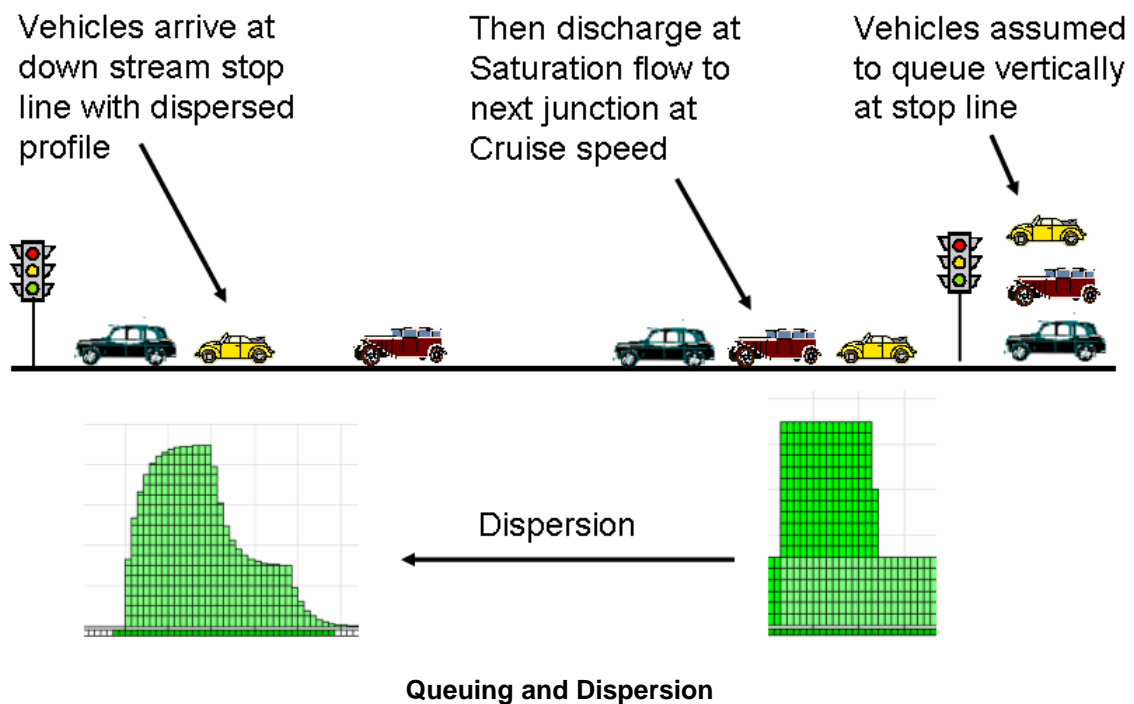 Vehicles arrive at
down stream stop
line with dispersed
profile
Then discharge at
Saturation flow to
next junction at
Cruise speed
Vehicles assumed
to queue vertically
at stop line
Dispersion
Queuing and Dispersion